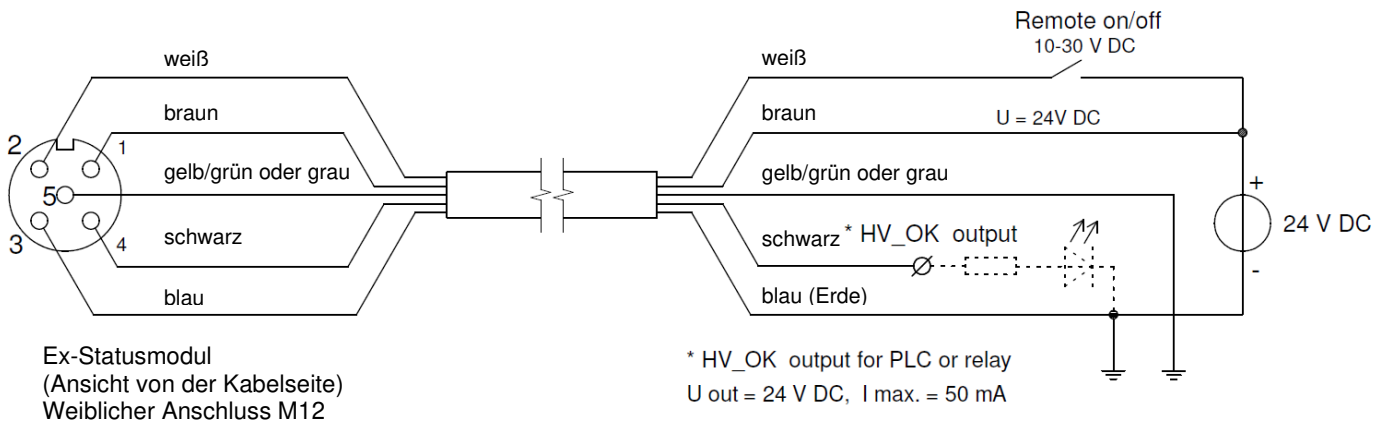 Remote on/off
10-30 V DC
weiß
weiß
braun
braun
U = 24V DC
2
1
gelb/grün oder grau
gelb/grün oder grau
5
+
24 V DC
3
4
schwarz
schwarz * HV_OK output
-
blau
blau (Erde)
Ex-Statusmodul
(Ansicht von der Kabelseite)
Weiblicher Anschluss M12
* HV_OK output for PLC or relay
U out = 24 V DC, I max. = 50 mA